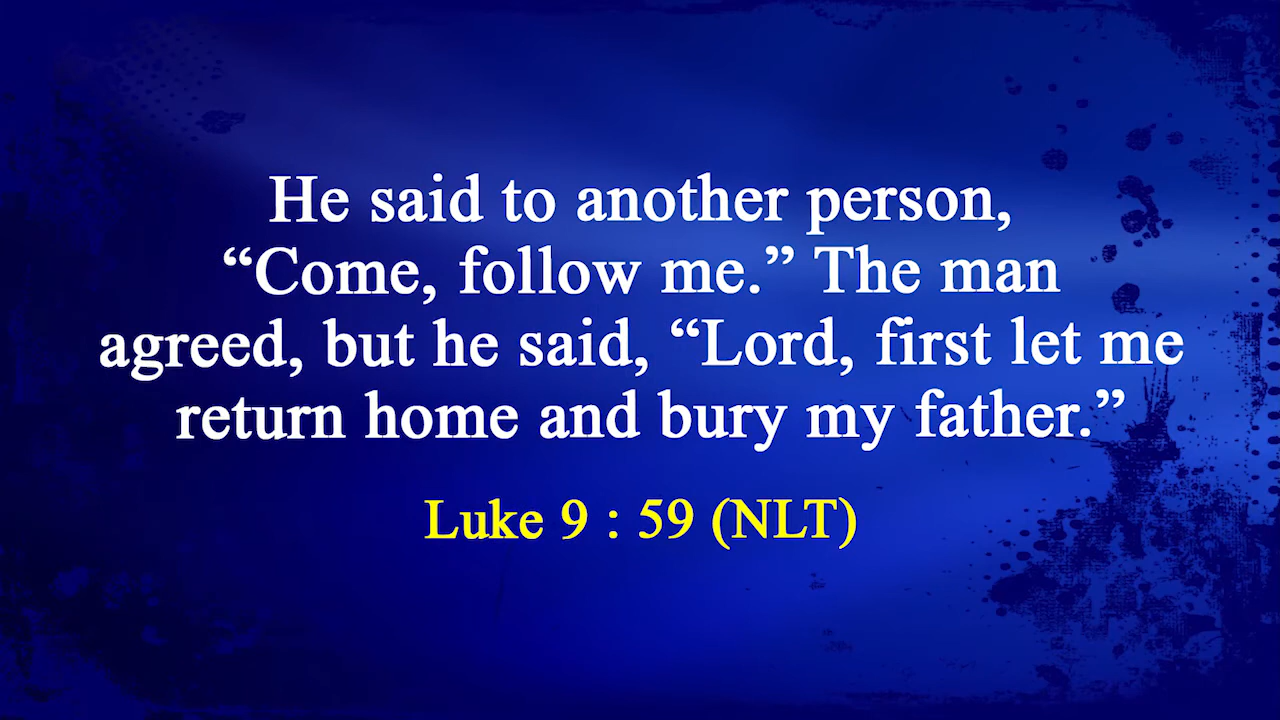 He said to another person,
“Come, follow me.” The man
agreed, but he said, “Lord, first let me
return home and bury my father.”
Luke 9 : 59 (NLT)